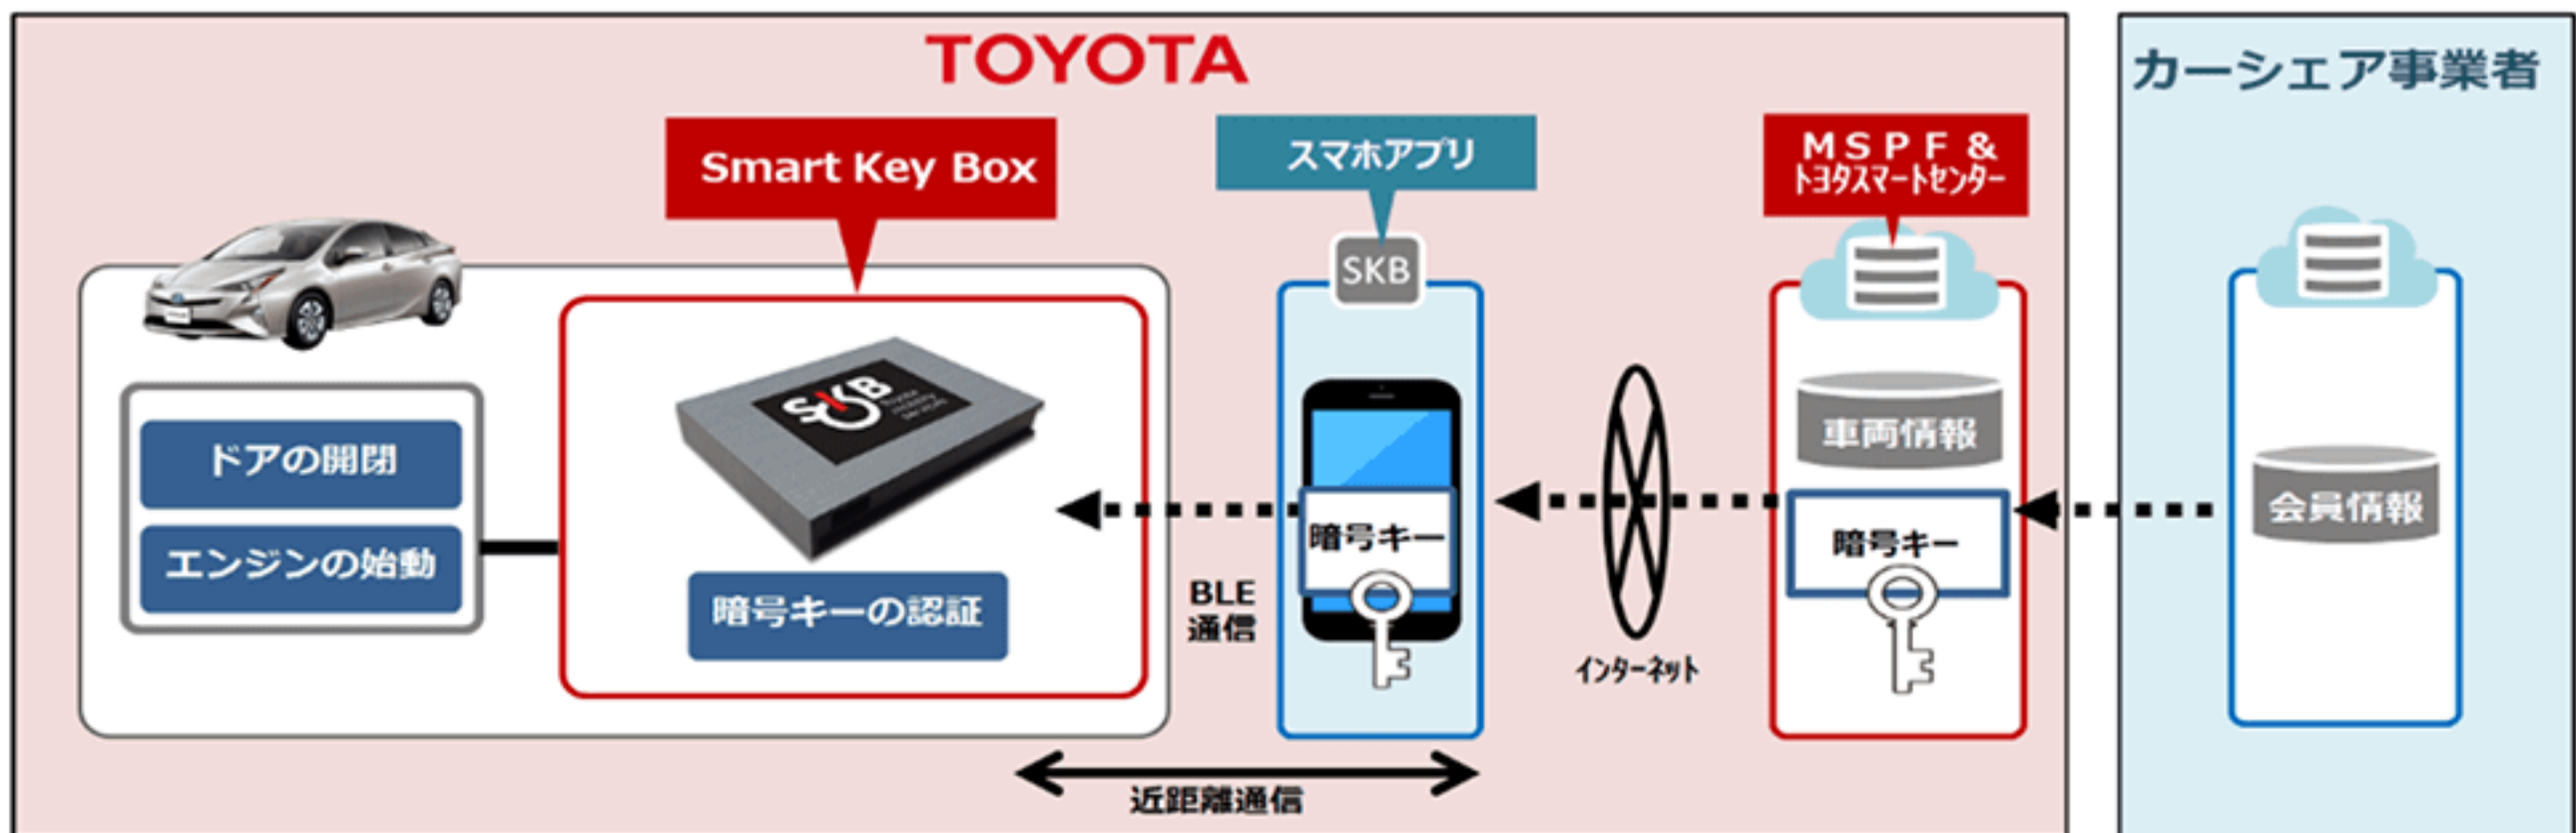 TOYOTA
カーシェア事業者
Smart Key Box
スマホアプリ
ＭＳＰＦ＆
ﾄﾖﾀｽﾏｰﾄｾﾝﾀｰ
SKB
SKB
車両情報
会員情報
ドアの開閉
エンジンの始動
暗号キーの認証
暗号キー
暗号キー
BLE
通信
ｲﾝﾀｰﾈｯﾄ
近距離通信